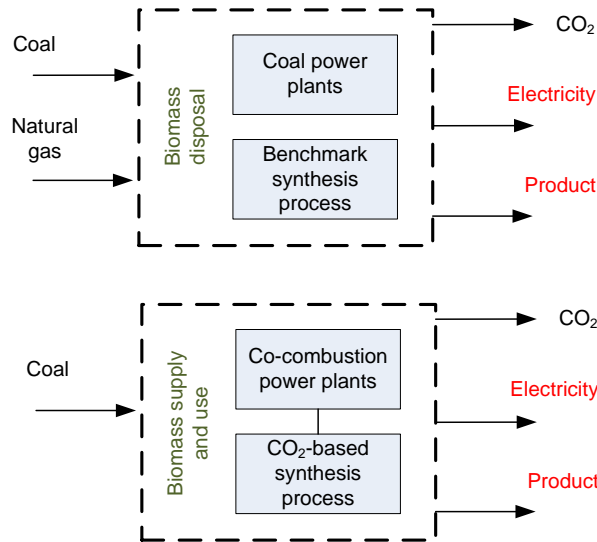 Coal
Natural
gas
Biomass
disposal
Coal power
plants
Benchmark
synthesis
process
CO₂
Electricity
Product
Coal
Biomass supply
and use
Co-combustion
power plants
CO₂-based
synthesis
process
CO₂
Electricity
Product